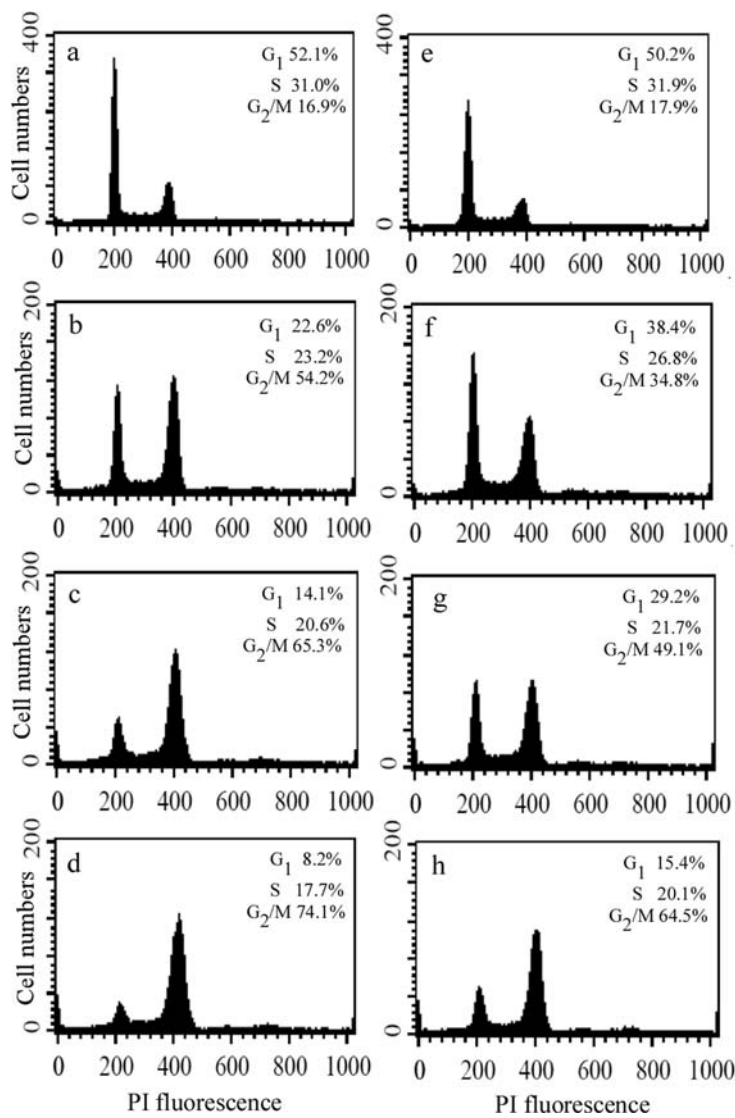 400
a
G1 52.1%
S 31.0%
G2/M 16.9%
Cell numbers
0
0 200 400 600 800 1000
400
e
G1 50.2%
S 31.9%
G2/M 17.9%
0
0 200 400 600 800 1000
200
b
G1 22.6%
S 23.2%
G2/M 54.2%
Cell numbers
0
0 200 400 600 800 1000
200
f
G1 38.4%
S 26.8%
G2/M 34.8%
0
0 200 400 600 800 1000
200
c
G1 14.1%
S 20.6%
G2/M 65.3%
Cell numbers
0
0 200 400 600 800 1000
200
g
G1 29.2%
S 21.7%
G2/M 49.1%
0
0 200 400 600 800 1000
200
d
G1 8.2%
S 17.7%
G2/M 74.1%
Cell numbers
0
0 200 400 600 800 1000
PI fluorescence
200
h
G1 15.4%
S 20.1%
G2/M 64.5%
0
0 200 400 600 800 1000
PI fluorescence